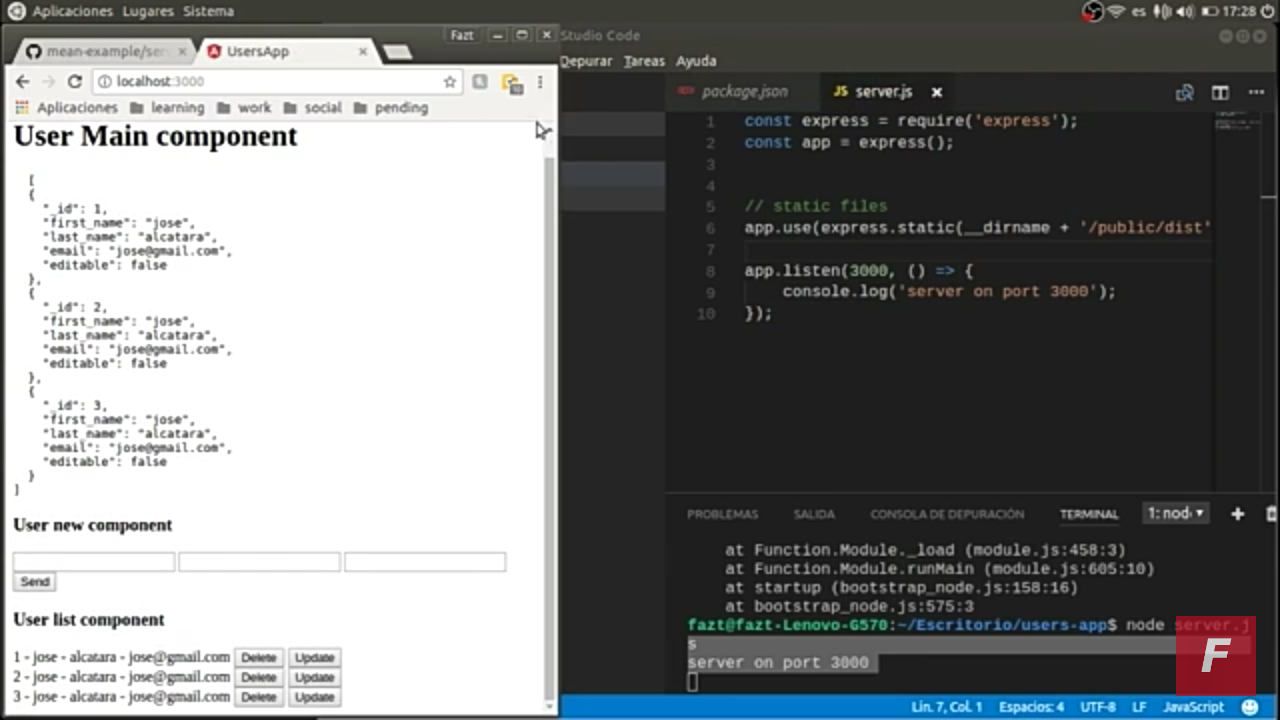 Aplicaciones Lugares Sistema
es 17:28
Fazt
mean-example/ser
UsersApp
localhost:3000
Aplicaciones learning work social pending
User Main component
[
{
"_id": 1,
"first_name": "jose",
"last_name": "alcatara",
"email": "jose@gmail.com",
"editable": false
},
{
"_id": 2,
"first_name": "jose",
"last_name": "alcatara",
"email": "jose@gmail.com",
"editable": false
},
{
"_id": 3,
"first_name": "jose",
"last_name": "alcatara",
"email": "jose@gmail.com",
"editable": false
}
]
User new component
Send
User list component
1 - jose - alcatara - jose@gmail.com Delete Update
2 - jose - alcatara - jose@gmail.com Delete Update
3 - jose - alcatara - jose@gmail.com Delete Update
Studio Code
Depurar Tareas Ayuda
package.json
JS server.js
1 const express = require('express');
2 const app = express();
3
4
5 // static files
6 app.use(express.static(__dirname + '/public/dist'
7
8 app.listen(3000, () => {
9 console.log('server on port 3000');
10 });
PROBLEMAS SALIDA CONSOLA DE DEPURACIÓN TERMINAL 1: nod
at Function.Module._load (module.js:458:3)
at Function.Module.runMain (module.js:605:10)
at startup (bootstrap_node.js:158:16)
at bootstrap_node.js:575:3
fazt@fazt-Lenovo-G570:~/Escritorio/users-app$ node server.j
s
server on port 3000
F
Lín. 7, Col. 1 Espacios: 4 UTF-8 LF JavaScript